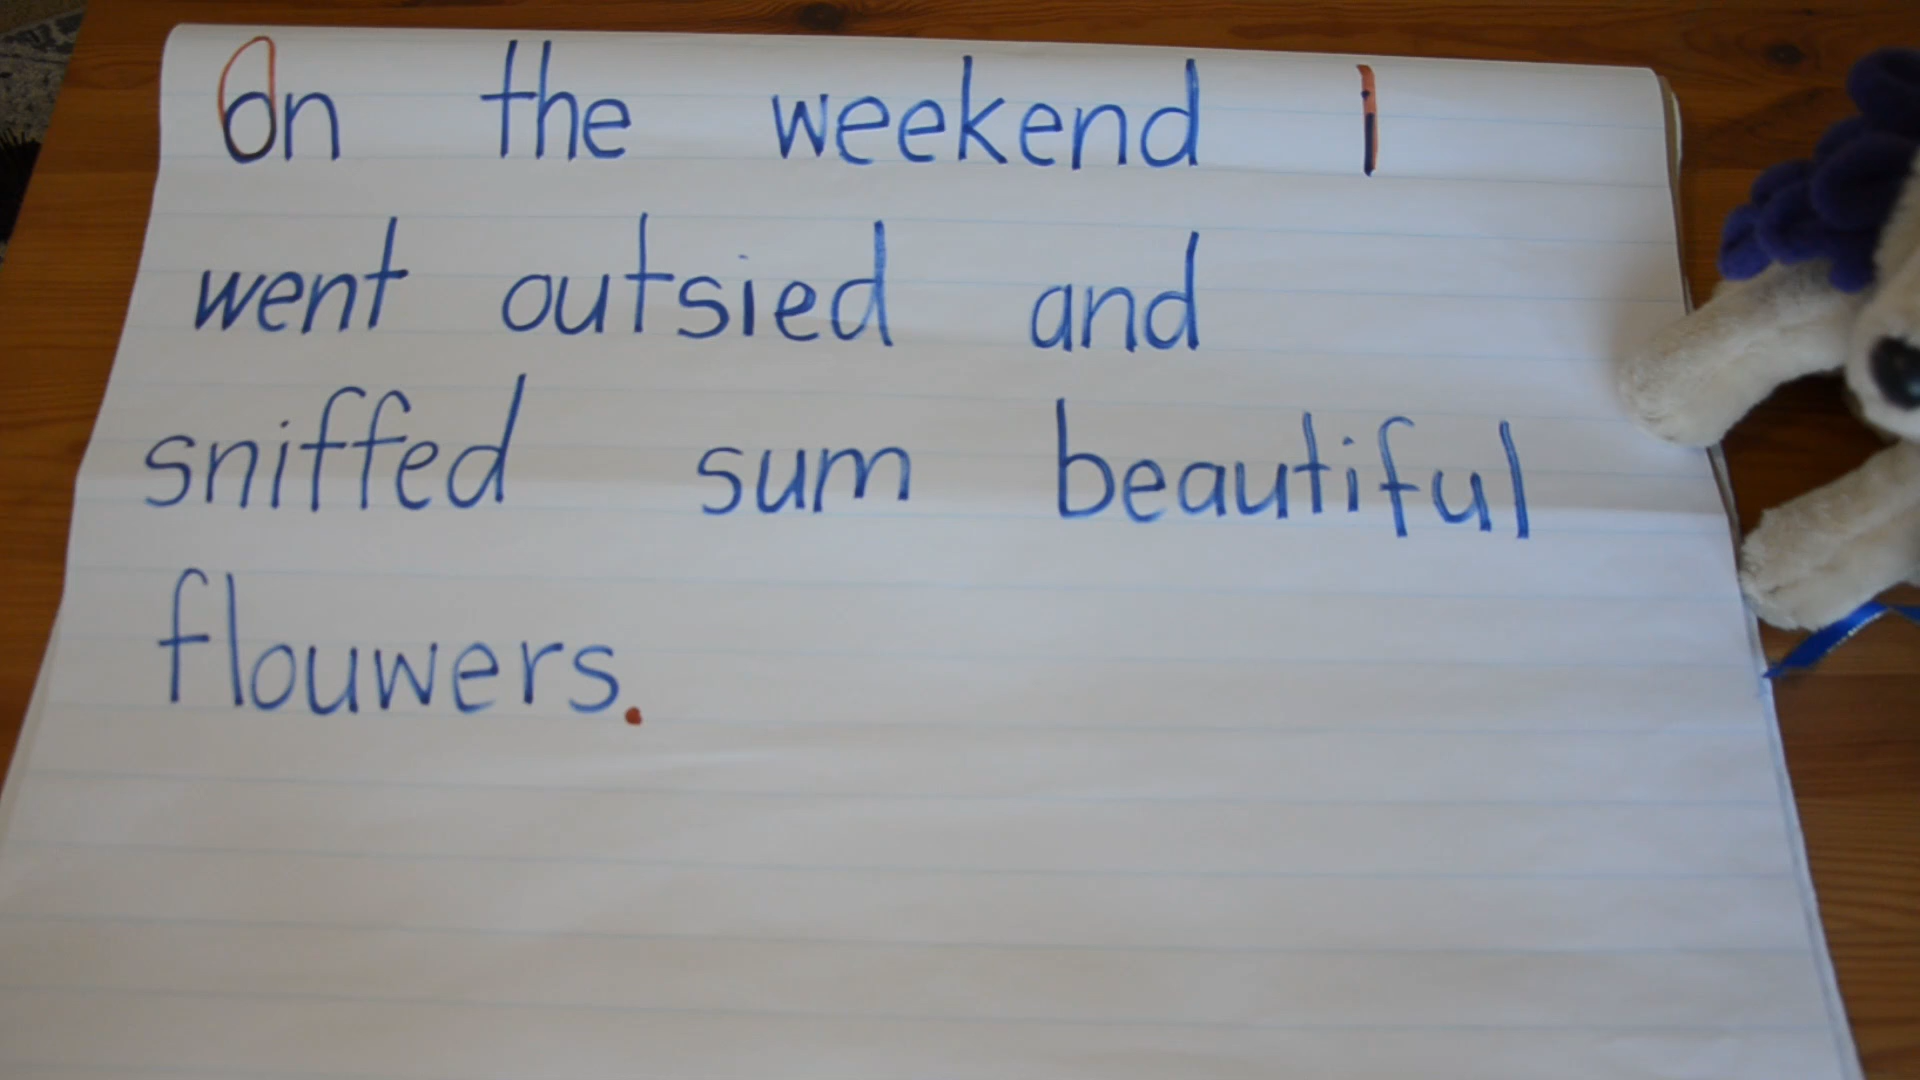 On the weekend I
went outsied and
sniffed sum beautiful
flouwers.